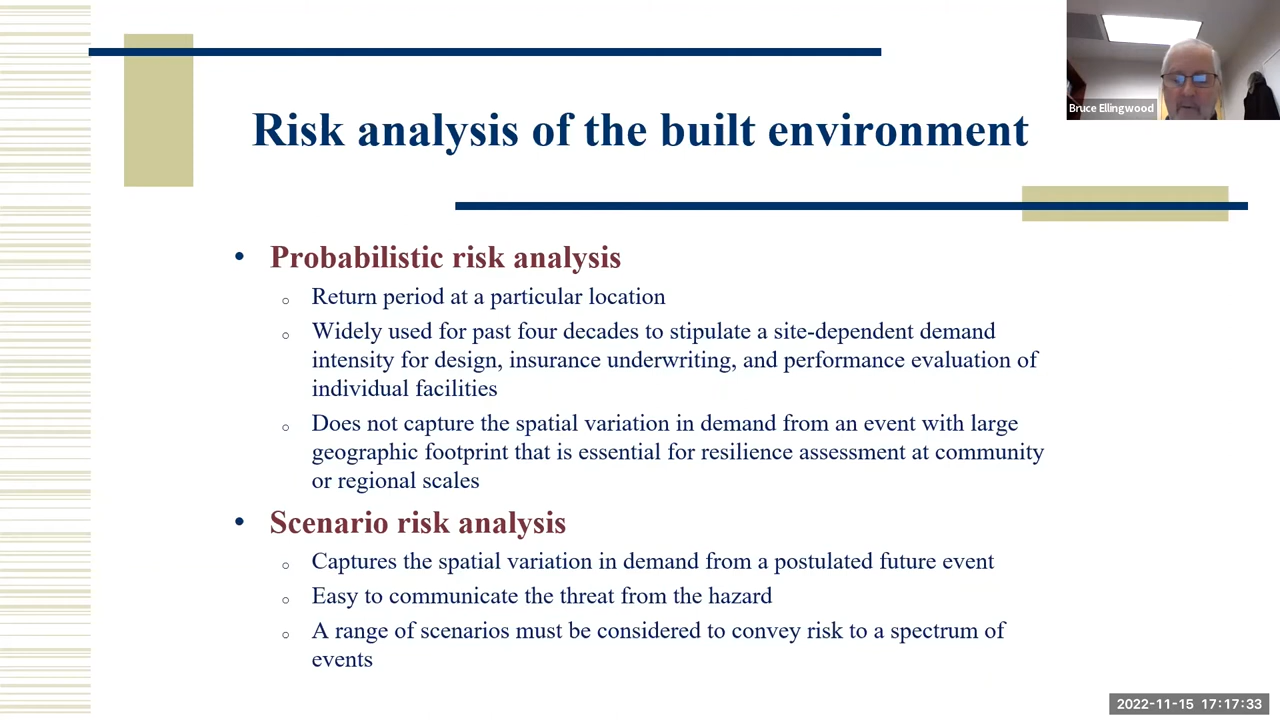 Bruce Ellingwood
Risk analysis of the built environment
• Probabilistic risk analysis
○ Return period at a particular location
○ Widely used for past four decades to stipulate a site-dependent demand
intensity for design, insurance underwriting, and performance evaluation of
individual facilities
○ Does not capture the spatial variation in demand from an event with large
geographic footprint that is essential for resilience assessment at community
or regional scales
• Scenario risk analysis
○ Captures the spatial variation in demand from a postulated future event
○ Easy to communicate the threat from the hazard
○ A range of scenarios must be considered to convey risk to a spectrum of
events
2022-11-15 17:17:33